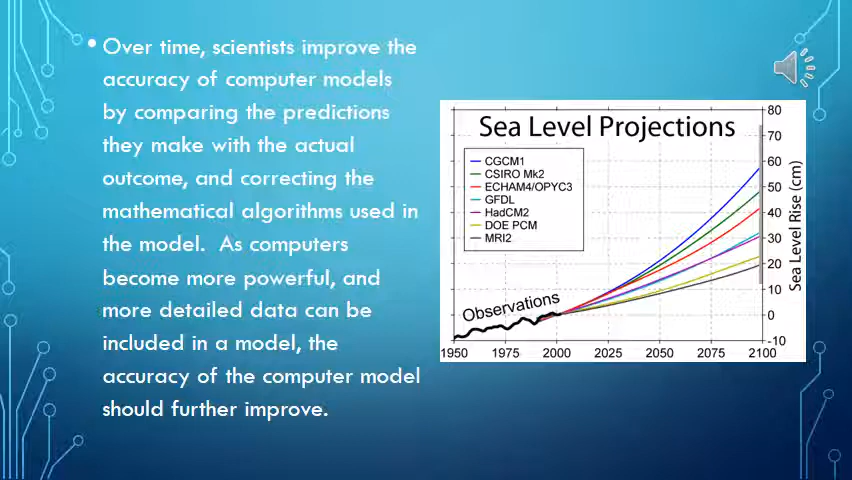 • Over time, scientists improve the
accuracy of computer models
by comparing the predictions
they make with the actual
outcome, and correcting the
mathematical algorithms used in
the model.  As computers
become more powerful, and
more detailed data can be
included in a model, the
accuracy of the computer model
should further improve.
Sea Level Projections
CGCM1
CSIRO Mk2
ECHAM4/OPYC3
GFDL
HadCM2
DOE PCM
MRI2
Observations
80
70
60
50
40
30
20
10
0
-10
Sea Level Rise (cm)
1950 1975 2000 2025 2050 2075 2100